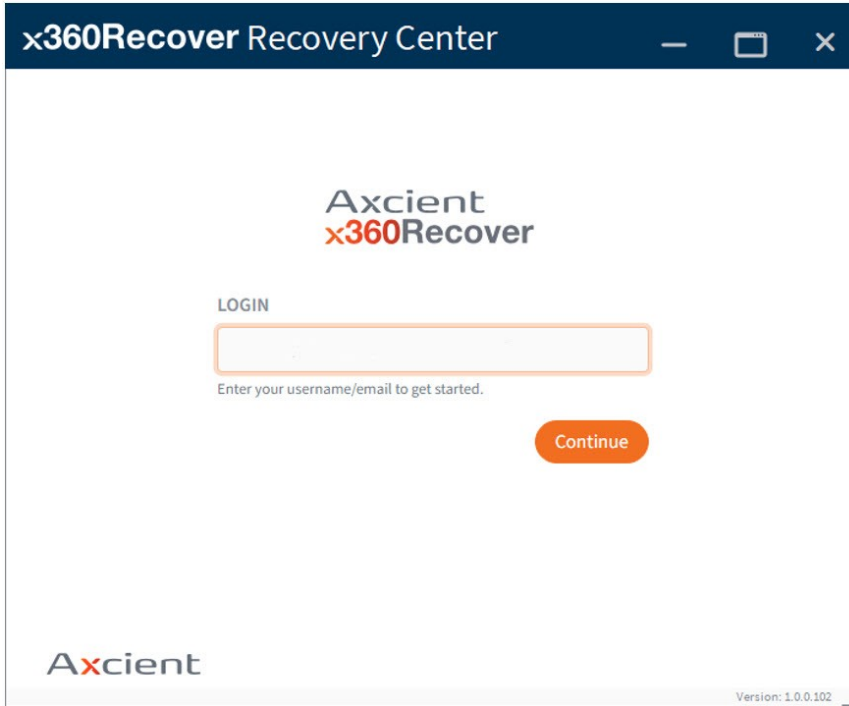 x360Recover Recovery Center
Axcient
x360Recover
LOGIN
Enter your username/email to get started.
Continue
Axcient
Version: 1.0.0.102